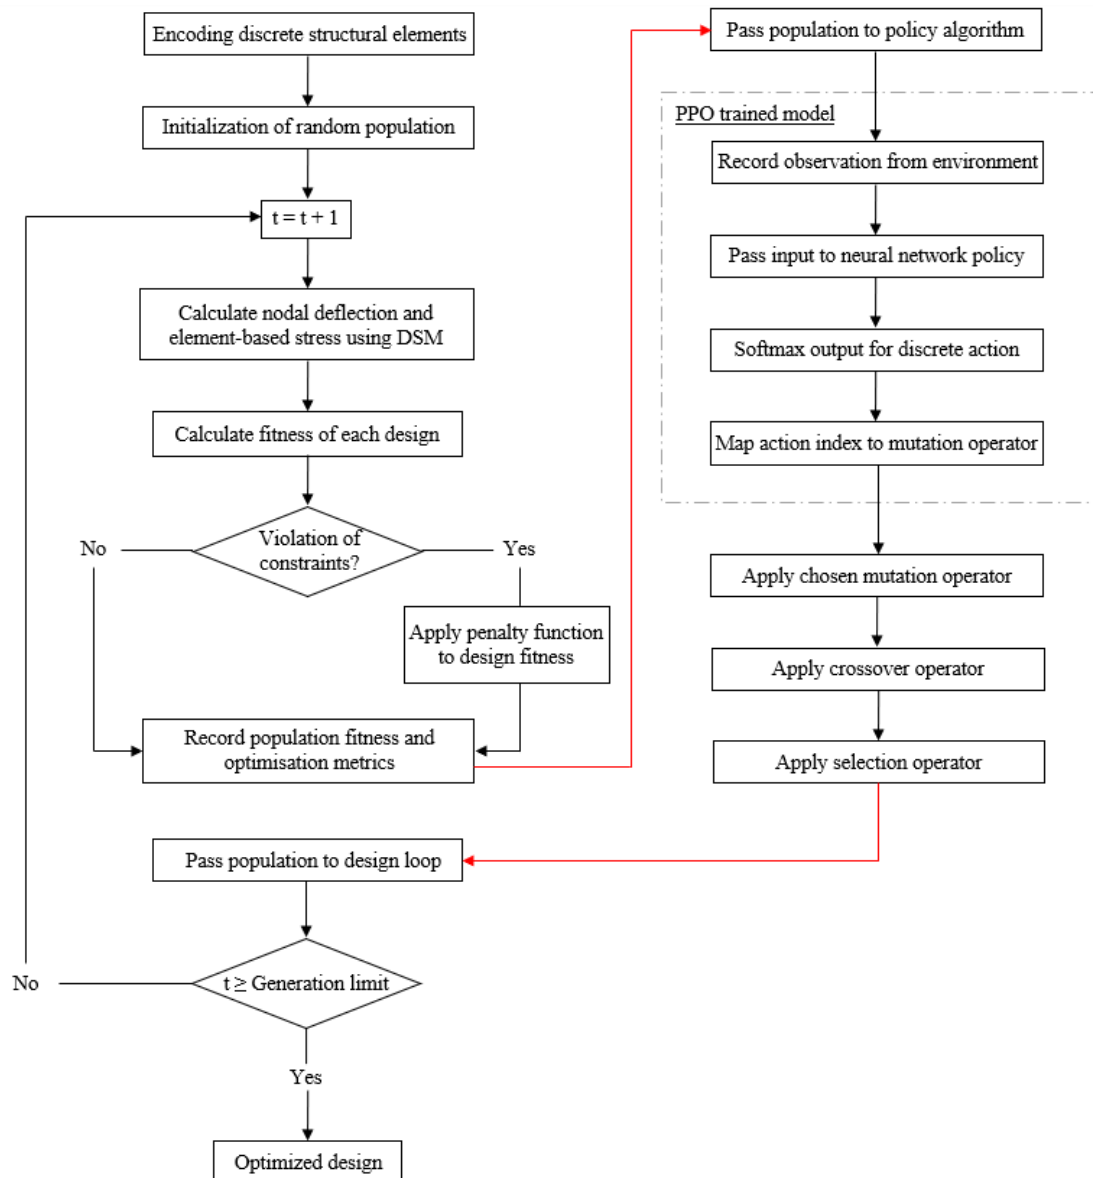 Encoding discrete structural elements
Initialization of random population
t = t + 1
Calculate nodal deflection and
element-based stress using DSM
Calculate fitness of each design
Violation of
constraints?
No
Yes
Apply penalty function
to design fitness
Record population fitness and
optimisation metrics
Pass population to policy algorithm
PPO trained model
Record observation from environment
Pass input to neural network policy
Softmax output for discrete action
Map action index to mutation operator
Apply chosen mutation operator
Apply crossover operator
Apply selection operator
Pass population to design loop
t ≥ Generation limit
No
Yes
Optimized design